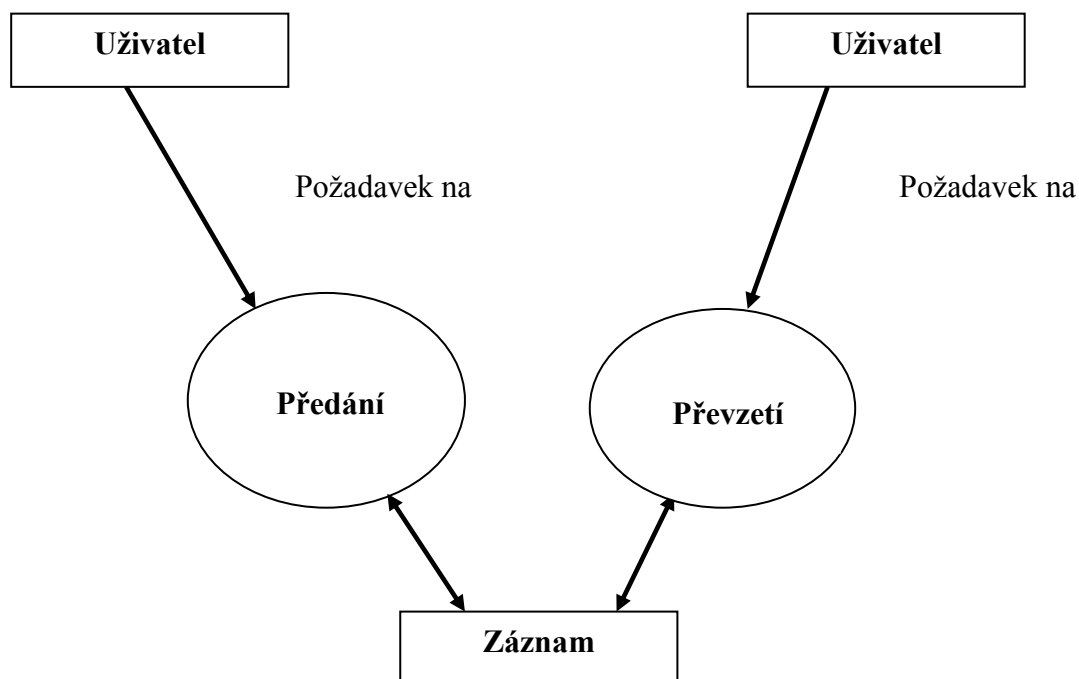 Uživatel
Uživatel
Požadavek na
Požadavek na
Předání
Převzetí
Záznam